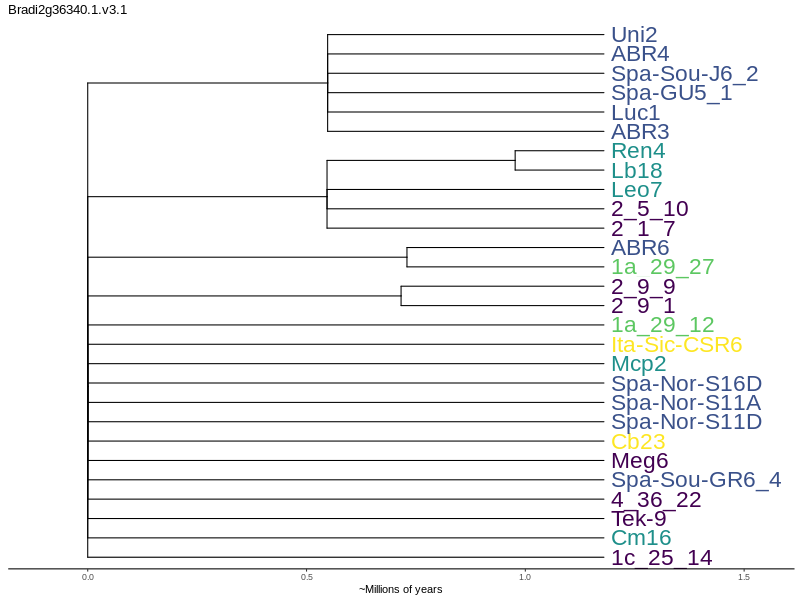 Bradi2g36340.1.v3.1
Uni2
ABR4
Spa-Sou-J6_2
Spa-GU5_1
Luc1
ABR3
Ren4
Lb18
Leo7
2_5_10
2_1_7
ABR6
1a_29_27
2_9_9
2_9_1
1a_29_12
Ita-Sic-CSR6
Mcp2
Spa-Nor-S16D
Spa-Nor-S11A
Spa-Nor-S11D
Cb23
Meg6
Spa-Sou-GR6_4
4_36_22
Tek-9
Cm16
1c_25_14
0.0 0.5 1.0 1.5
~Millions of years